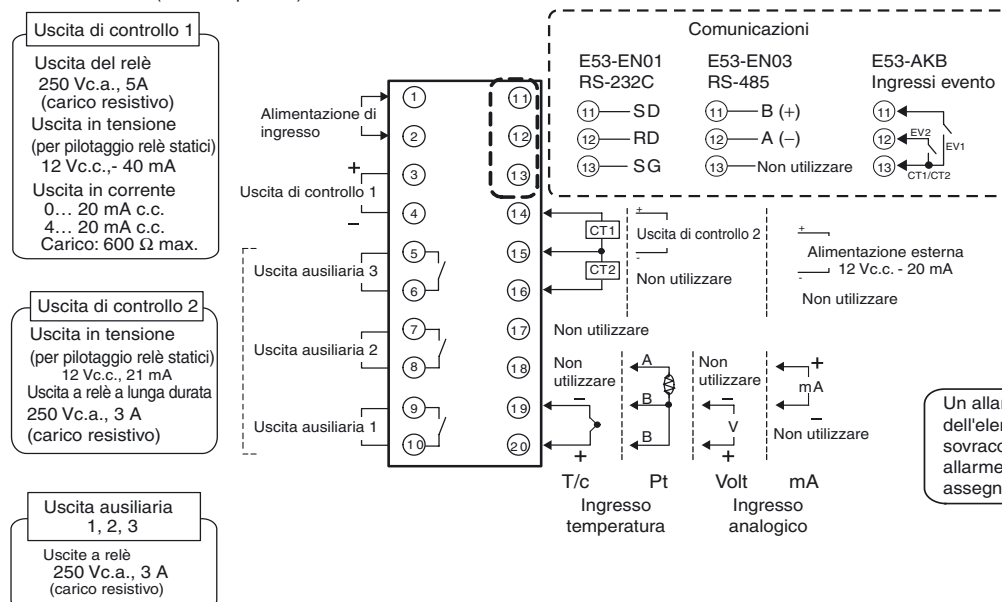 Uscita di controllo 1
Uscita del relè
250 Vc.a., 5A
(carico resistivo)
Uscita in tensione
(per pilotaggio relè statici)
12 Vc.c.,- 40 mA
Uscita in corrente
0... 20 mA c.c.
4... 20 mA c.c.
Carico: 600 Ω max.
Uscita di controllo 2
Uscita in tensione
(per pilotaggio relè statici)
12 Vc.c., 21 mA
Uscita a relè a lunga durata
250 Vc.a., 3 A
(carico resistivo)
Uscita ausiliaria
1, 2, 3
Uscite a relè
250 Vc.a., 3 A
(carico resistivo)
Alimentazione di
ingresso
+
Uscita di controllo 1
−
Uscita ausiliaria 3
Uscita ausiliaria 2
Uscita ausiliaria 1
1 11
2 12
3 13
4 14
5 15
6 16
7 17
8 18
9 19
10 20
Comunicazioni
E53-EN01 E53-EN03 E53-AKB
RS-232C RS-485 Ingressi evento
11 SD 11 B (+) 11
12 RD 12 A (−) 12 EV2 EV1
13 SG 13 Non utilizzare 13 CT1/CT2
CT1
CT2
+
Uscita di controllo 2
-
Non utilizzare
+
Alimentazione esterna
- 12 Vc.c. - 20 mA
Non utilizzare
Non utilizzare
Non
utilizzare
− +
A
B
B
Non
utilizzare
− V +
+
mA
−
Non utilizzare
T/c Pt Volt mA
Ingresso
temperatura
Ingresso
analogico
Un allar
dell'eler
sovracc
allarme
assegn